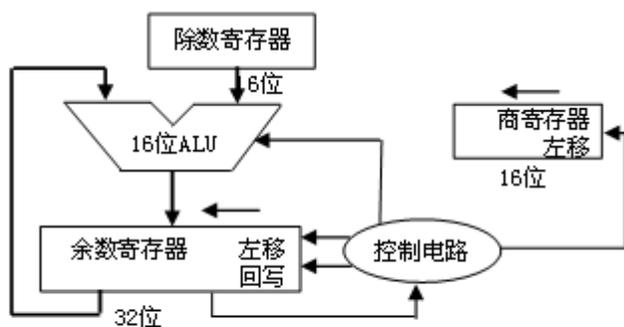 除数寄存器
6位
16位ALU
商寄存器
左移
16位
余数寄存器
左移
回写
控制电路
32位